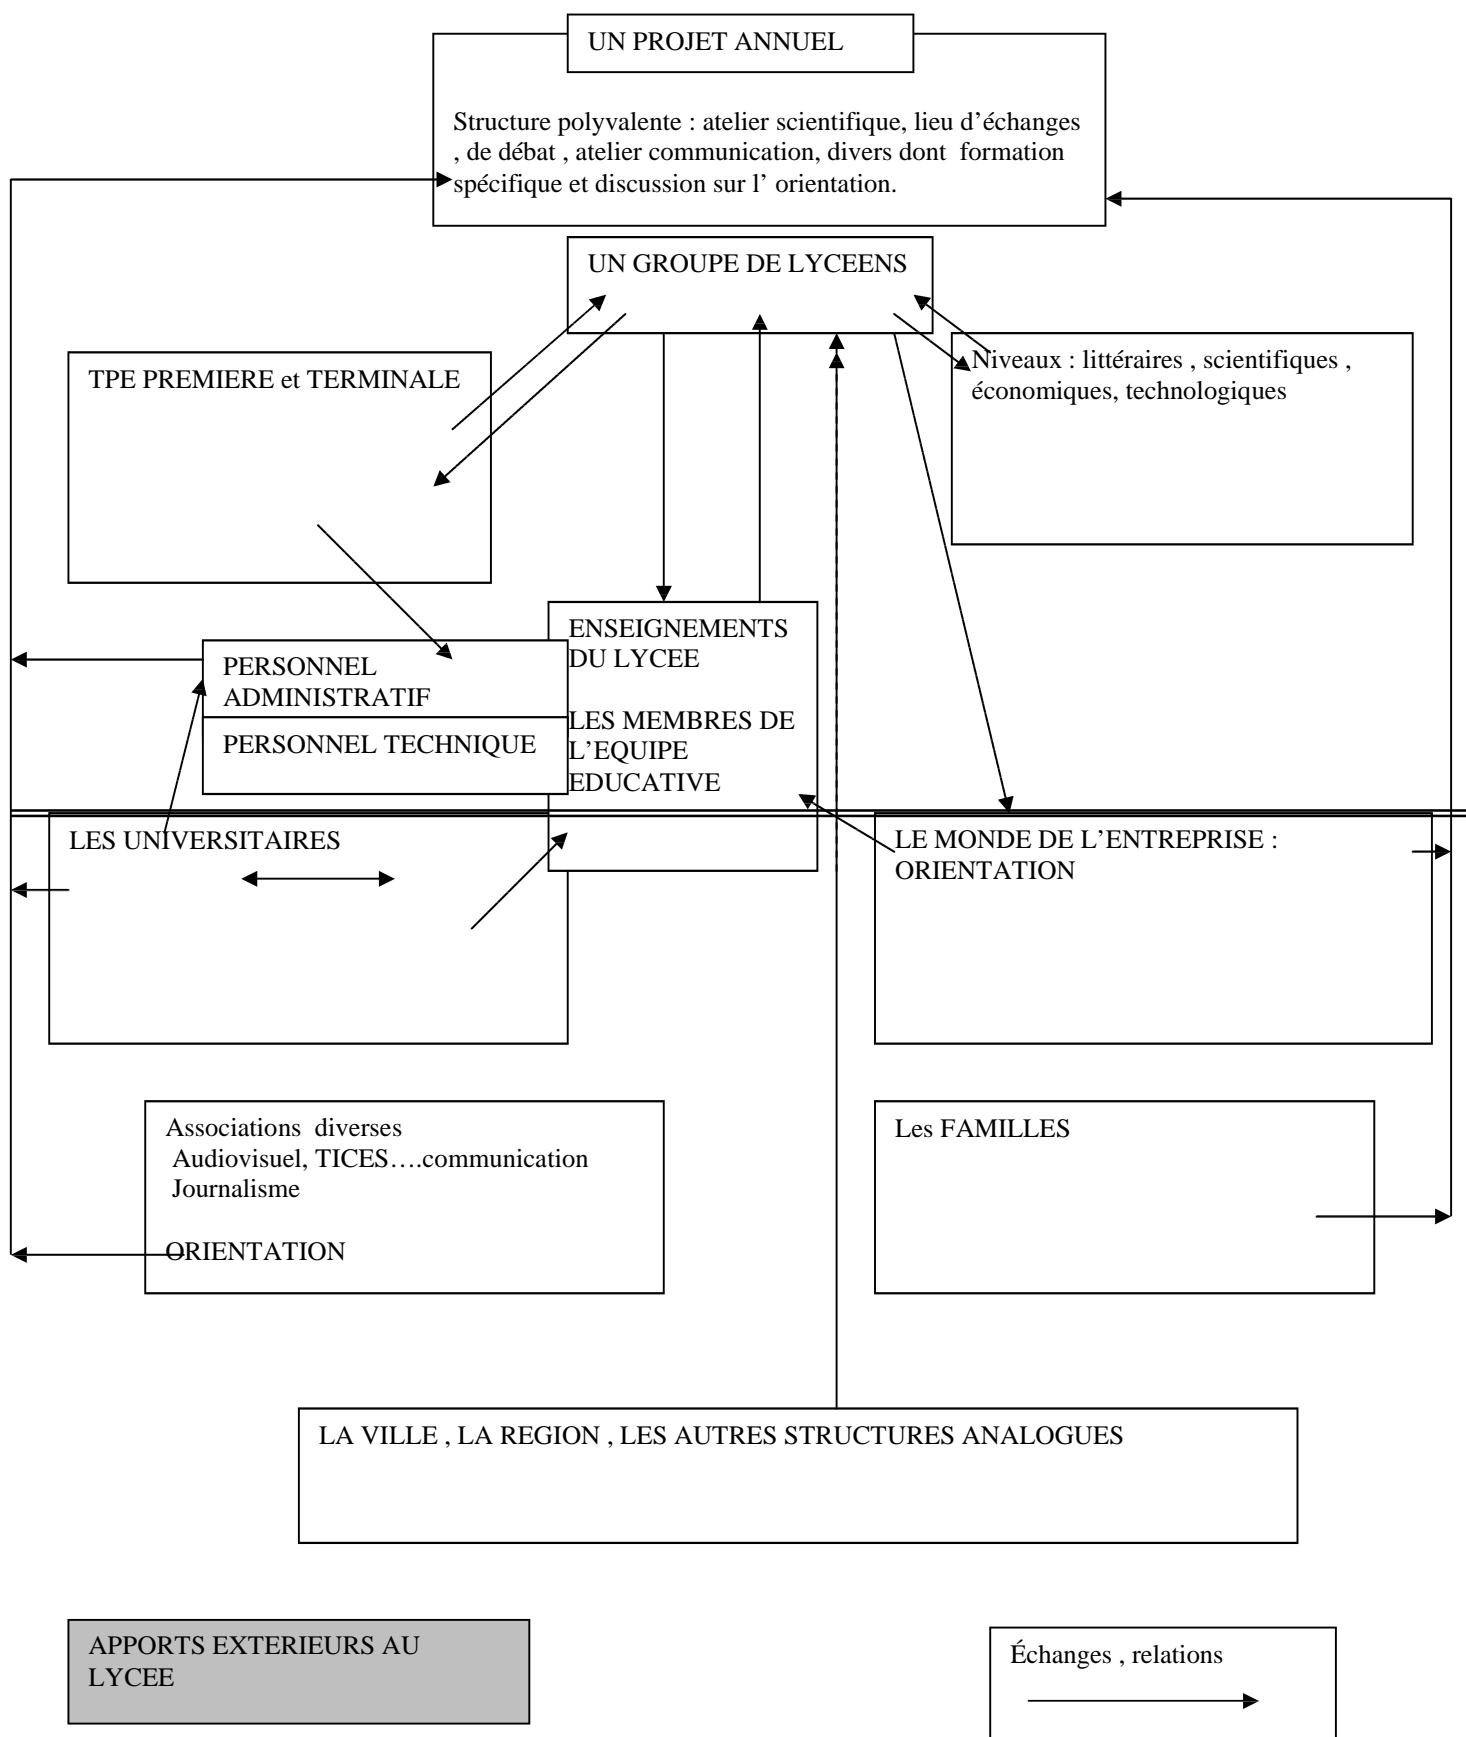 UN PROJET ANNUEL
Structure polyvalente : atelier scientifique, lieu d’échanges
, de débat , atelier communication, divers dont  formation
spécifique et discussion sur l’ orientation.
UN GROUPE DE LYCEENS
TPE PREMIERE et TERMINALE
Niveaux : littéraires , scientifiques ,
économiques, technologiques
PERSONNEL
ADMINISTRATIF
PERSONNEL TECHNIQUE
ENSEIGNEMENTS
DU LYCEE
LES MEMBRES DE
L’EQUIPE
EDUCATIVE
LES UNIVERSITAIRES
LE MONDE DE L’ENTREPRISE :
ORIENTATION
Associations  diverses
Audiovisuel, TICES….communication
Journalisme
ORIENTATION
Les FAMILLES
LA VILLE , LA REGION , LES AUTRES STRUCTURES ANALOGUES
APPORTS EXTERIEURS AU
LYCEE
Échanges , relations